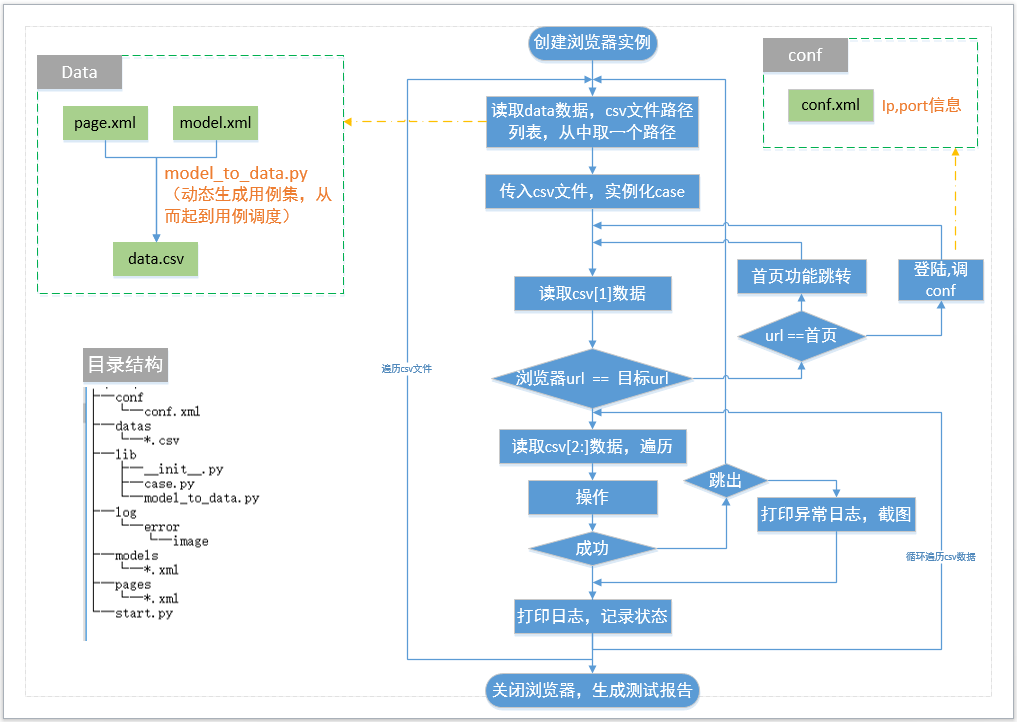 创建浏览器实例
Data
conf
page.xml
model.xml
conf.xml
Ip,port信息
读取data数据，csv文件路径
列表，从中取一个路径
model_to_data.py
（动态生成用例集，从
而起到用例调度）
传入csv文件，实例化case
data.csv
首页功能跳转
登陆,调
conf
读取csv[1]数据
url ==首页
目录结构
遍历csv文件
浏览器url == 目标url
conf
conf.xml
datas
*.csv
lib
__init__.py
case.py
model_to_data.py
log
error
image
models
*.xml
pages
*.xml
start.py
读取csv[2:]数据，遍历
跳出
操作
打印异常日志，截图
成功
循环遍历csv数据
打印日志，记录状态
关闭浏览器，生成测试报告